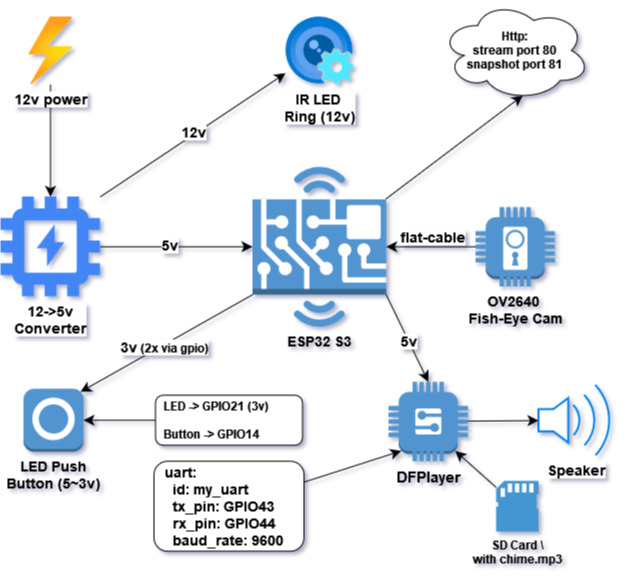 Http:
stream port 80
snapshot port 81
12v power
IR LED
Ring (12v)
12v
5v
flat-cable
12->5v
Converter
ESP32 S3
OV2640
Fish-Eye Cam
3v (2x via gpio)
5v
LED -> GPIO21 (3v)
Button -> GPIO14
LED Push
Button (5~3v)
DFPlayer
Speaker
uart:
id: my_uart
tx_pin: GPIO43
rx_pin: GPIO44
baud_rate: 9600
SD Card \
with chime.mp3